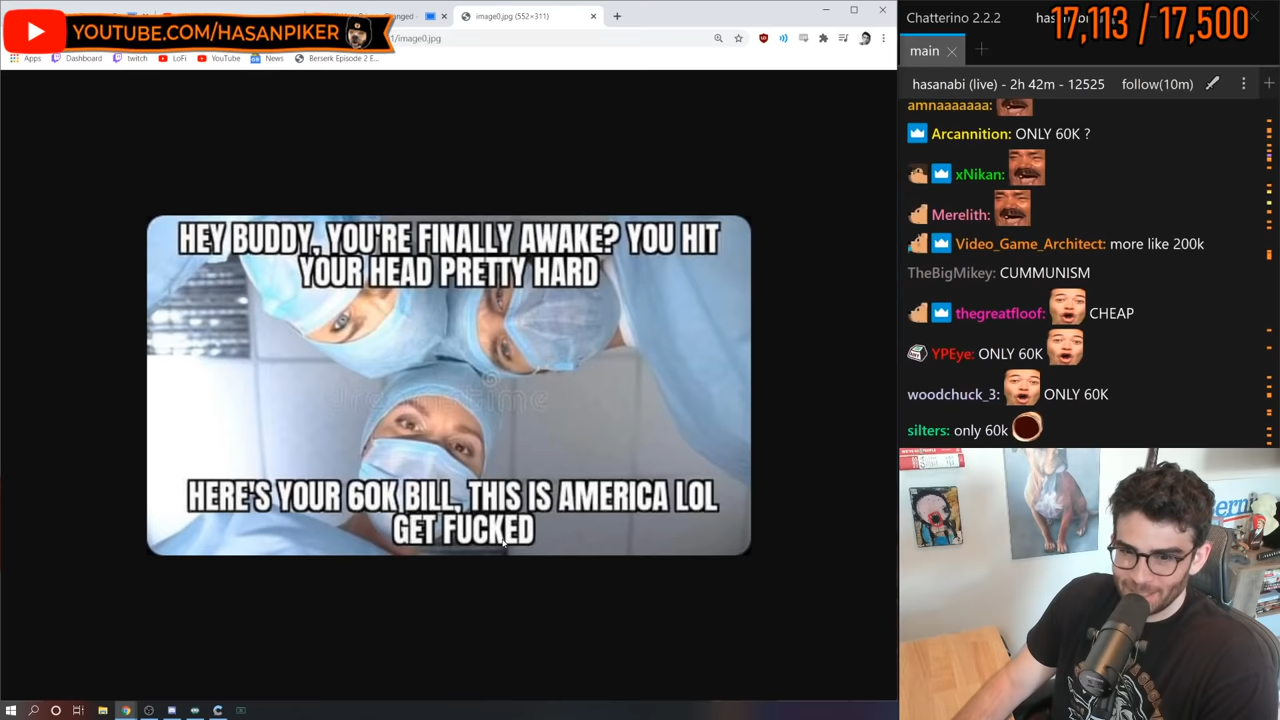 YOUTUBE.COM/HASANPIKER
Changed
image0.jpg (552×311)
1/image0.jpg
Apps
Dashboard
twitch
LoFi
YouTube
News
Berserk Episode 2 E...
HEY BUDDY, YOU'RE FINALLY AWAKE? YOU HIT
YOUR HEAD PRETTY HARD
HERE'S YOUR 60K BILL, THIS IS AMERICA LOL
GET FUCKED
Chatterino 2.2.2
17,113 / 17,500
main
hasanabi (live) - 2h 42m - 12525
follow(10m)
amnaaaaaaa:
Arcannition: ONLY 60K ?
xNikan:
Merelith:
Video_Game_Architect: more like 200k
TheBigMikey: CUMMUNISM
thegreatfloof: CHEAP
YPEye: ONLY 60K
woodchuck_3: ONLY 60K
silters: only 60k